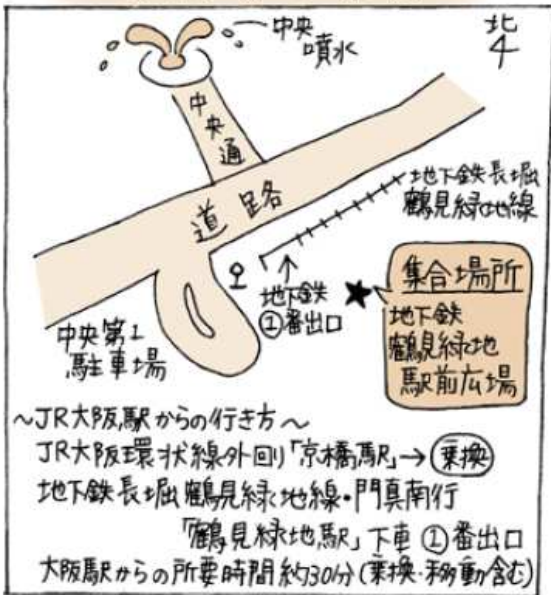 中央
噴水
北
中央通
道路
地下鉄長堀
鶴見緑地線
地下鉄
①番出口
集合場所
地下鉄
鶴見緑地
駅前広場
中央第1
駐車場
〜JR大阪駅からの行き方〜
JR大阪環状線外回り「京橋駅」→乗換
地下鉄長堀鶴見緑地線・門真南行
「鶴見緑地駅」下車 ①番出口
大阪駅からの所要時間約30分(乗換・移動含む)